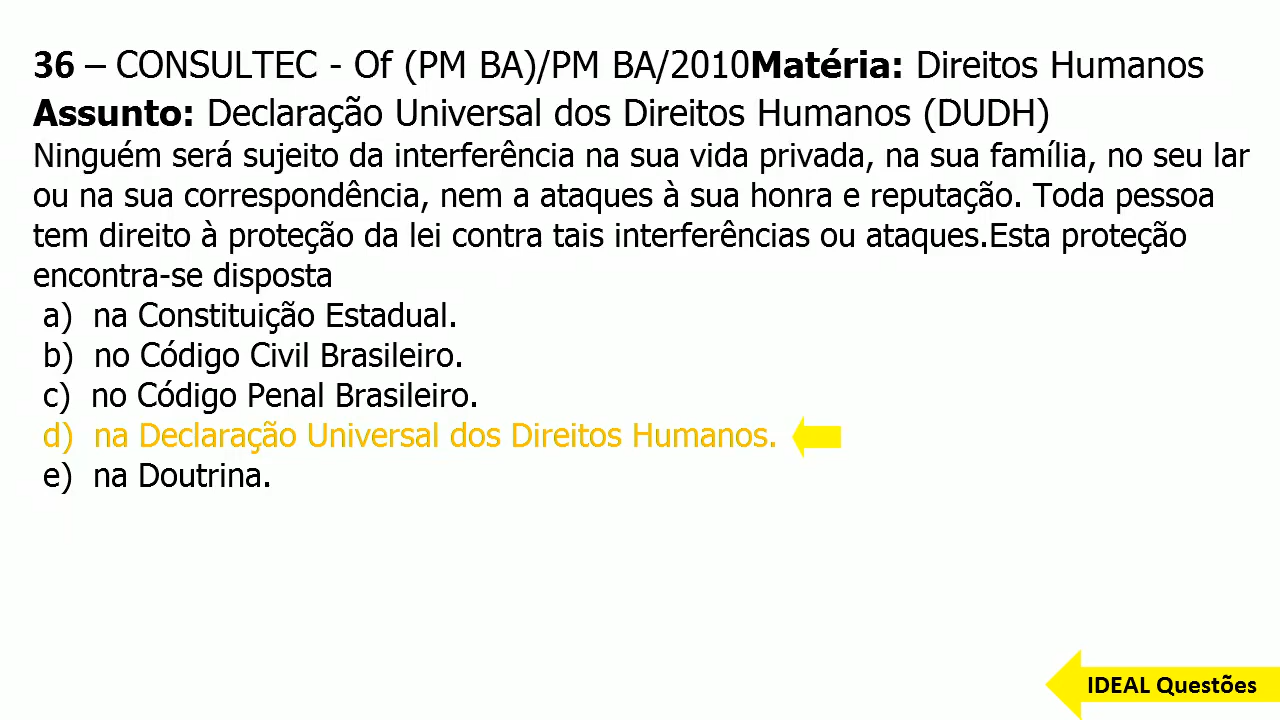 36 – CONSULTEC - Of (PM BA)/PM BA/2010Matéria: Direitos Humanos
Assunto: Declaração Universal dos Direitos Humanos (DUDH)
Ninguém será sujeito da interferência na sua vida privada, na sua família, no seu lar
ou na sua correspondência, nem a ataques à sua honra e reputação. Toda pessoa
tem direito à proteção da lei contra tais interferências ou ataques.Esta proteção
encontra-se disposta
a) na Constituição Estadual.
b) no Código Civil Brasileiro.
c) no Código Penal Brasileiro.
d) na Declaração Universal dos Direitos Humanos.
e) na Doutrina.
IDEAL Questões